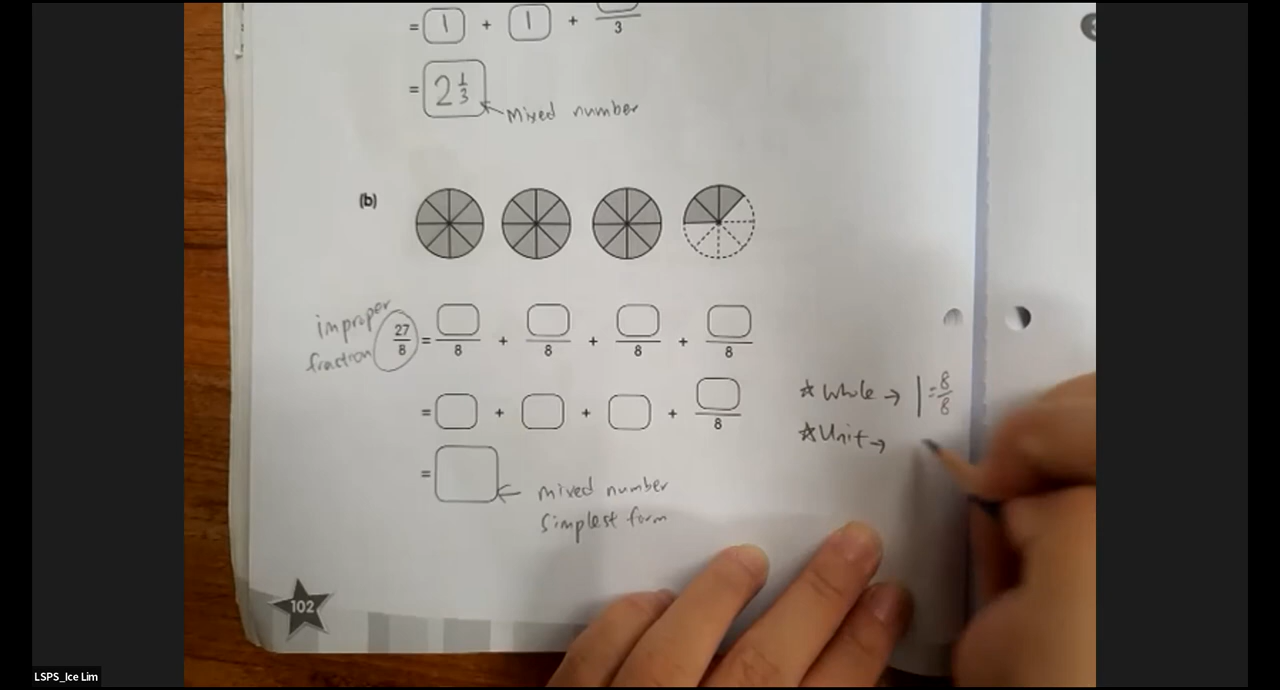 = 1 + 1 + 3
= 2 1/3
Mixed number
(b)
improper
fraction
27/8 = 8 + 8 + 8 + 8
= + + + 8
=
mixed number
simplest form
☆ Whole → 1 = 8/8
☆ Unit →
102
LSPS_Ice Lim